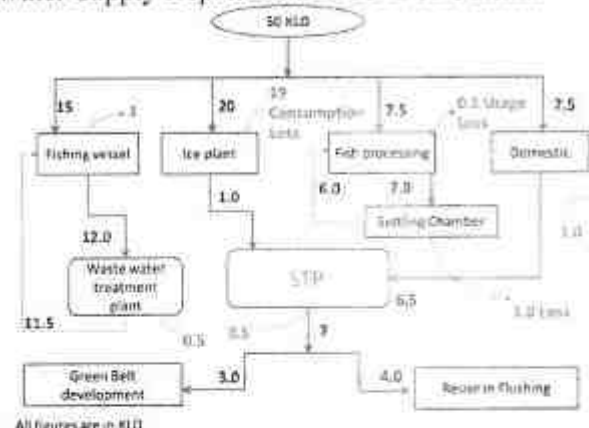 50 KLD
15
3
20
19
Consumption
Loss
7.5
0.5 Usage
Loss
7.5
Fishing vessel
Ice plant
Fish processing
Domestic
6.0
7.0
1.0
Settling Chamber
12.0
1.0
Waste water
treatment
plant
STP
6.5
1.0 Loss
11.5
0.5
0.5
7
Green Belt
development
3.0
4.0
Reuse in Flushing
All figures are in KLD